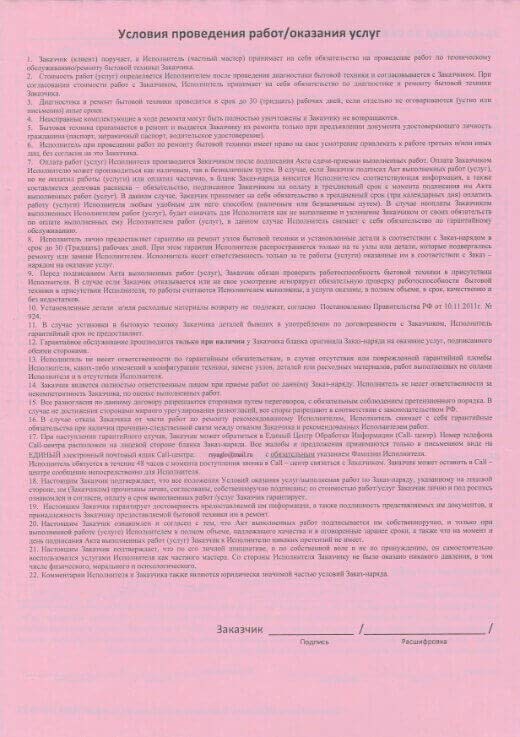 Условия проведения работ/оказания услуг
1. Заказчик (клиент) поручает, а Исполнитель (частный мастер) принимает на себя обязательство на проведение работ по техническому
обслуживанию/ремонту бытовой техники Заказчика.
2. Стоимость работ (услуг) определяется Исполнителем после проведения диагностики бытовой техники и согласовывается с Заказчиком. При
согласовании стоимости работ с Заказчиком, Исполнитель принимает на себя обязательство по диагностике и ремонту бытовой техники
Заказчика.
3. Диагностика и ремонт бытовой техники проводится в срок до 30 (тридцать) рабочих дней, если отдельно не оговариваются (устно или
письменно) иные сроки.
4. Неисправные комплектующие в ходе ремонта могут быть полностью уничтожены и Заказчику не возвращаются.
5. Бытовая техника принимается в ремонт и выдается Заказчику из ремонта только при предъявлении документа удостоверяющего личность
гражданина (паспорт, заграничный паспорт, водительское удостоверение).
6. Исполнитель при проведении работ по ремонту бытовой техники имеет право на свое усмотрение привлекать к работе третьих и/или иных
лиц, без согласия на это Заказчика.
7. Оплата работ (услуг) Исполнителя производится Заказчиком после подписания Акта сдачи-приемки выполненных работ. Оплата Заказчиком
Исполнителю может производиться как наличным, так и безналичным путем. В случае, если Заказчик подписал Акт выполненных работ (услуг),
но не оплатил работы (услуги) или оплатил частично, в бланк Заказ-наряда вносится Исполнителем соответствующая информация, а также
составляется долговая расписка – обязательство, подписанное Заказчиком на оплату в трехдневный срок с момента подписания им Акта
выполненных работ (услуг). В данном случае, Заказчик принимает на себя обязательство в трехдневный срок (три календарных дня) оплатить
работу (услуги) Исполнителя любым удобным для него способом (наличным или безналичным путем). В случае неоплаты Заказчиком
выполненных Исполнителем работ (услуг), будет означать для Исполнителя как не выполнение и уклонение Заказчиком от своих обязательств
по оплате выполненных ему Исполнителем работ (услуг), в данном случае Исполнитель снимает с себя обязательство по гарантийному
обслуживанию.
8. Исполнитель лично предоставляет гарантию на ремонт узлов бытовой техники и установленные детали в соответствии с Заказ-нарядом в
срок до 30 (Тридцать) рабочих дней. При этом гарантия Исполнителя распространяется только на те узлы или детали, которые подвергались
ремонту или замене Исполнителем. Исполнитель несет ответственность только за те работы (услуги) оказанные им в соответствии с Заказ –
нарядом на оказание услуг.
9. Перед подписанием Акта выполненных работ (услуг), Заказчик обязан проверить работоспособность бытовой техники в присутствии
Исполнителя. В случае если Заказчик отказывается или на свое усмотрение игнорирует обязательную проверку работоспособности бытовой
техники в присутствии Исполнителя, то работы считаются Исполнителем выполнены, а услуги оказаны, в полном объеме, в срок, качественно и
без недостатков.
10. Установленные детали и/или расходные материалы возврату не подлежат, согласно Постановлению Правительства РФ от 10.11.2011г. №
924.
11. В случае установки в бытовую технику Заказчика деталей бывших в употреблении по договоренности с Заказчиком, Исполнитель
гарантийный срок не предоставляет.
12. Гарантийное обслуживание производится только при наличии у Заказчика бланка оригинала Заказ-наряда на оказание услуг, подписанного
обеими сторонами.
13. Исполнитель не несет ответственности по гарантийным обязательствам, в случае отсутствия или поврежденной гарантийной пломбы
Исполнителя, каких-либо изменений в конфигурации техники, замене узлов, деталей или расходных материалов, работ выполненных не силами
Исполнителя и в отсутствии Исполнителя.
14. Заказчик является полностью ответственным лицом при приеме работ по данному Заказ-наряду. Исполнитель не несет ответственности за
некомпетентность Заказчика, по оценке выполненных работ.
15. Все разногласия по данному договору разрешаются сторонами путем переговоров, с обязательным соблюдением претензионного порядка. В
случае не достижения сторонами мирного урегулирования разногласий, все споры разрешают в соответствии с законодательством РФ.
16. В случае отказа Заказчика от части работ по ремонту рекомендованному Исполнителем, Исполнитель снимает с себя гарантийные
обязательства при наличии причинно-следственной связи между отказом Заказчика и рекомендованных Исполнителем работ.
17. При наступлении гарантийного случая, Заказчик может обратиться в Единый Центр Обработки Информации (Call- центр). Номер телефона
Call-центра расположен на главной стороне бланка Заказ-наряда. Все жалобы и предложения принимаются только в письменном виде на
ЕДИНЫЙ электронный почтовый ящик Call-центра: с обязательным указанием Фамилии Исполнителя.
Исполнитель обязуется в течение 48 часов с момента поступления звонка в Call – центр связаться с Заказчиком. Заказчик может оставить в Call –
центре сообщение непосредственно для Исполнителя.
18. Настоящим Заказчик подтверждает, что все положения Условий оказания услуг/выполнения работ по Заказ-наряду, указанному на лицевой
стороне, им (Заказчиком) прочитаны лично, согласованы, собственноручно подписаны; со стоимостью работ/услуг Заказчик лично и под роспись
ознакомился и согласен, оплату в срок выполненных работ /услуг Заказчик гарантирует.
19. Настоящим Заказчик гарантирует достоверность предоставленной им информации, а также подлинность представляемых им документов, и
принадлежность Заказчику предоставленной бытовой техники им в ремонт.
20. Настоящим Заказчик ознакомлен и согласен с тем, что Акт выполненных работ подписывается им собственноручно, и только при
выполненной работе (услуге) Исполнителем в полном объеме, надлежащего качества и в оговоренные заранее сроки, а также что на момент и
день подписания Акта выполненных работ (услуг) Заказчик к Исполнителю никаких претензий не имеет.
21. Настоящим Заказчик подтверждает, что по его личной инициативе, и по собственной воле и не по принуждению, он самостоятельно
воспользовался услугами Исполнителя как частного мастера. Со стороны Исполнителя Заказчику не было оказано никакого давления, в том
числе физического, морального и психологического.
22. Комментарии Исполнителя и Заказчика также являются юридически значимой частью условий Заказ-наряда.
Заказчик ____________________ /____________________________ /
Подпись Расшифровка